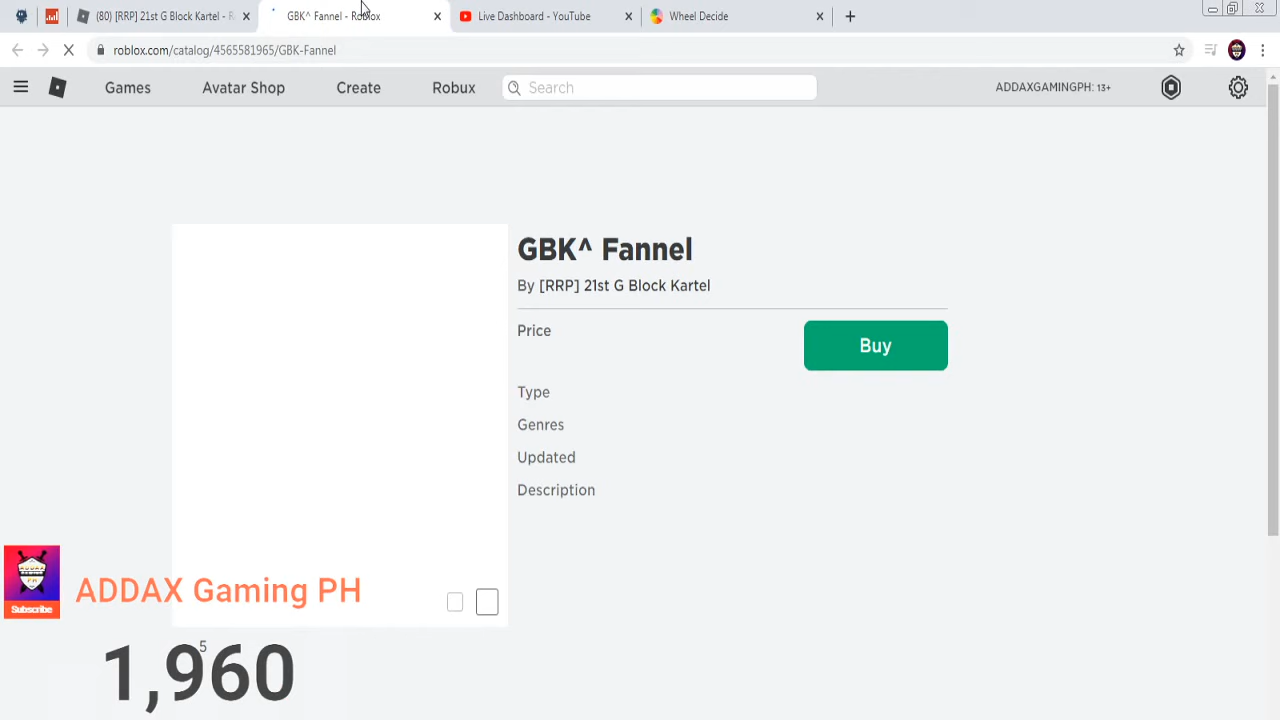 (80) [RRP] 21st G Block Kartel - R
GBK^ Fannel - Roblox
Live Dashboard - YouTube
Wheel Decide
roblox.com/catalog/4565581965/GBK-Fannel
Games
Avatar Shop
Create
Robux
Search
ADDAXGAMINGPH: 13+
GBK^ Fannel
By [RRP] 21st G Block Kartel
Price
Buy
Type
Genres
Updated
Description
ADDAX Gaming PH
Subscribe
5
1,960